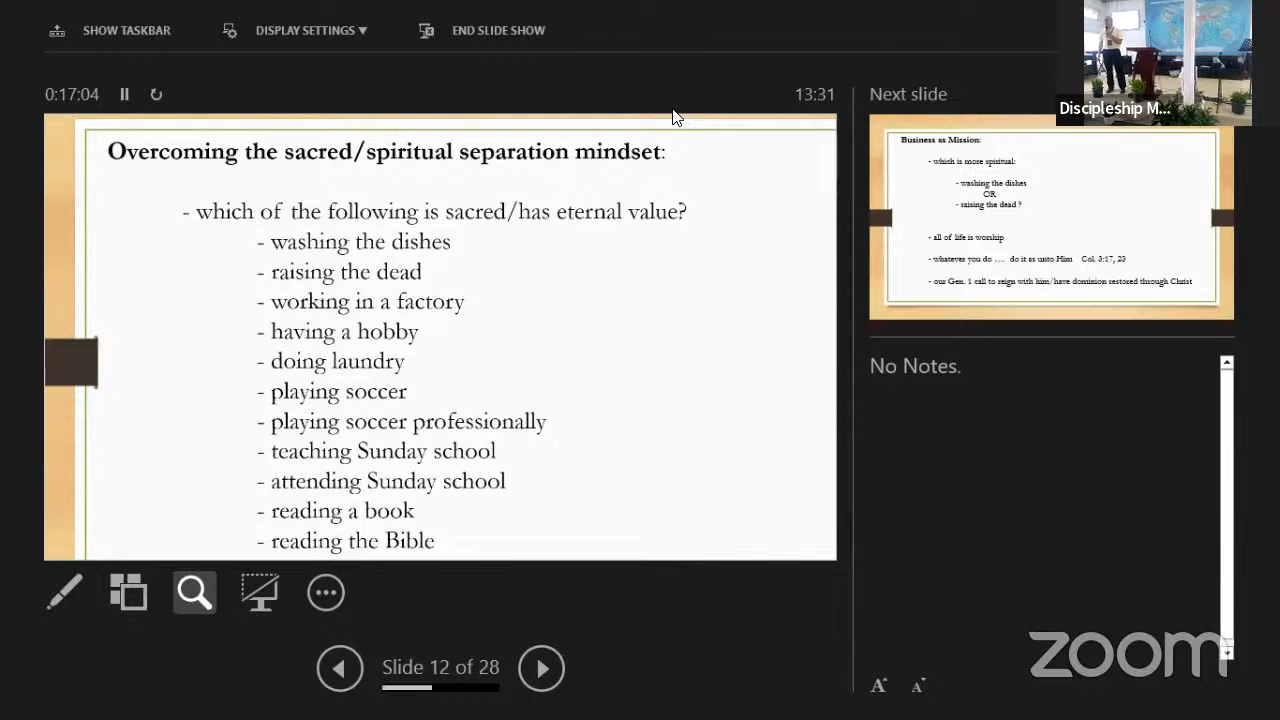 SHOW TASKBAR
DISPLAY SETTINGS ▼
END SLIDE SHOW
0:17:04
13:31
Next slide
Discipleship M...
Overcoming the sacred/spiritual separation mindset:
- which of the following is sacred/has eternal value?
- washing the dishes
- raising the dead
- working in a factory
- having a hobby
- doing laundry
- playing soccer
- playing soccer professionally
- teaching Sunday school
- attending Sunday school
- reading a book
- reading the Bible
Business as Mission:
- which is more spiritual:
- washing the dishes
OR
- raising the dead ?
- all of life is worship
- whatever you do .... do it as unto Him Col. 3:17, 23
- our Gen. 1 call to reign with him/have dominion restored through Christ
No Notes.
Slide 12 of 28
A A
zoom